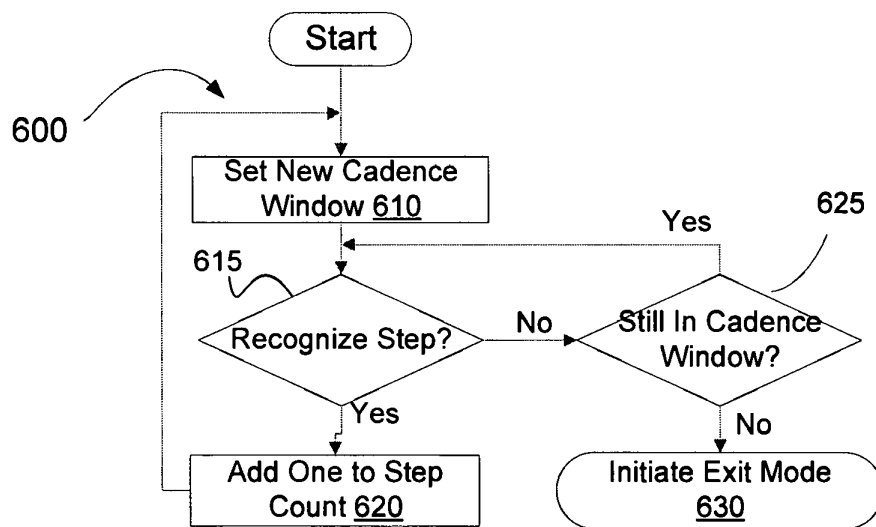 Start
600
Set New Cadence
Window 610
Yes
625
615
Recognize Step?
No
Still In Cadence
Window?
Yes
No
Add One to Step
Count 620
Initiate Exit Mode
630